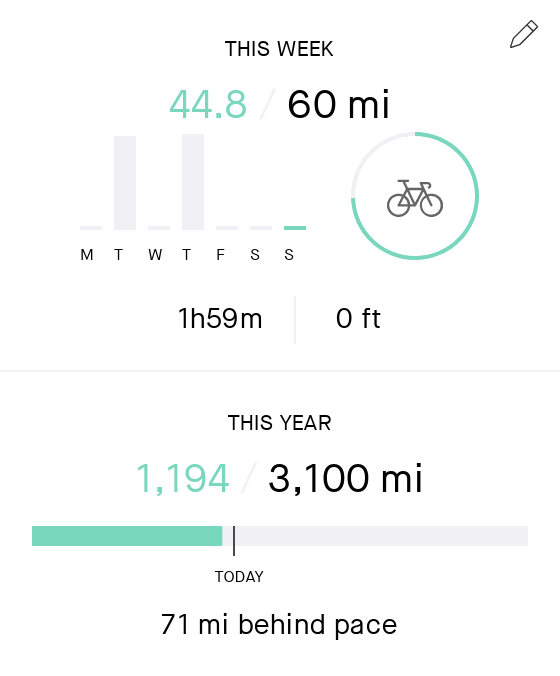 THIS WEEK
44.8 / 60 mi
M T W T F S S
1h59m 0 ft
THIS YEAR
1,194 / 3,100 mi
TODAY
71 mi behind pace